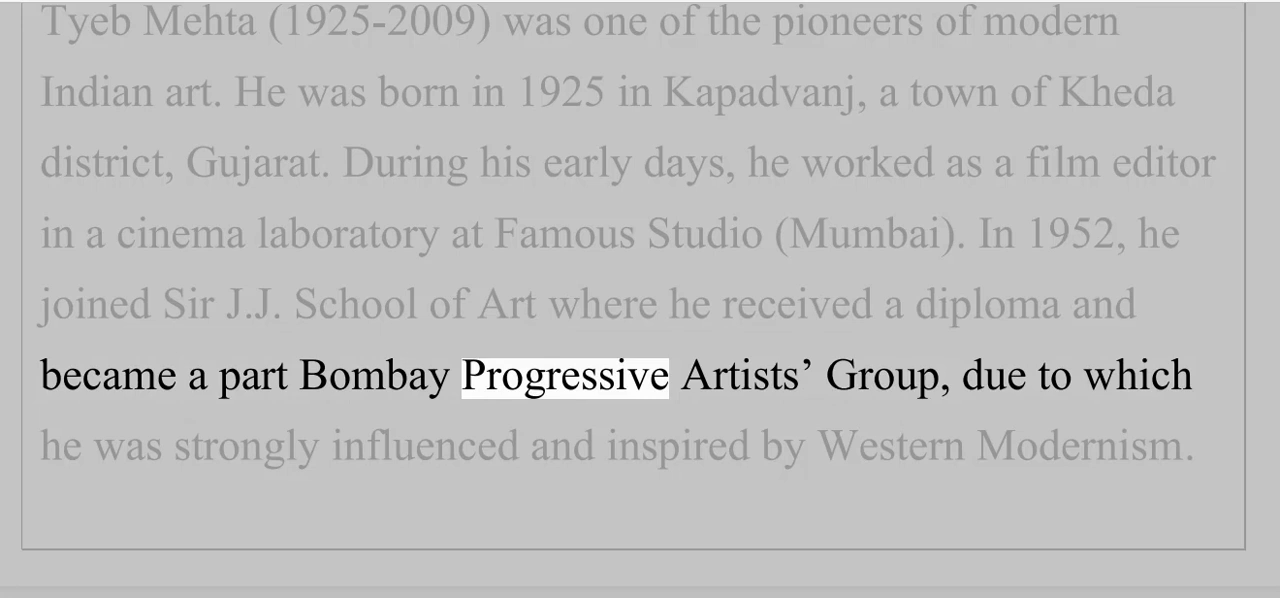 Tyeb Mehta (1925-2009) was one of the pioneers of modern
Indian art. He was born in 1925 in Kapadvanj, a town of Kheda
district, Gujarat. During his early days, he worked as a film editor
in a cinema laboratory at Famous Studio (Mumbai). In 1952, he
joined Sir J.J. School of Art where he received a diploma and
became a part Bombay Progressive Artists’ Group, due to which
he was strongly influenced and inspired by Western Modernism.